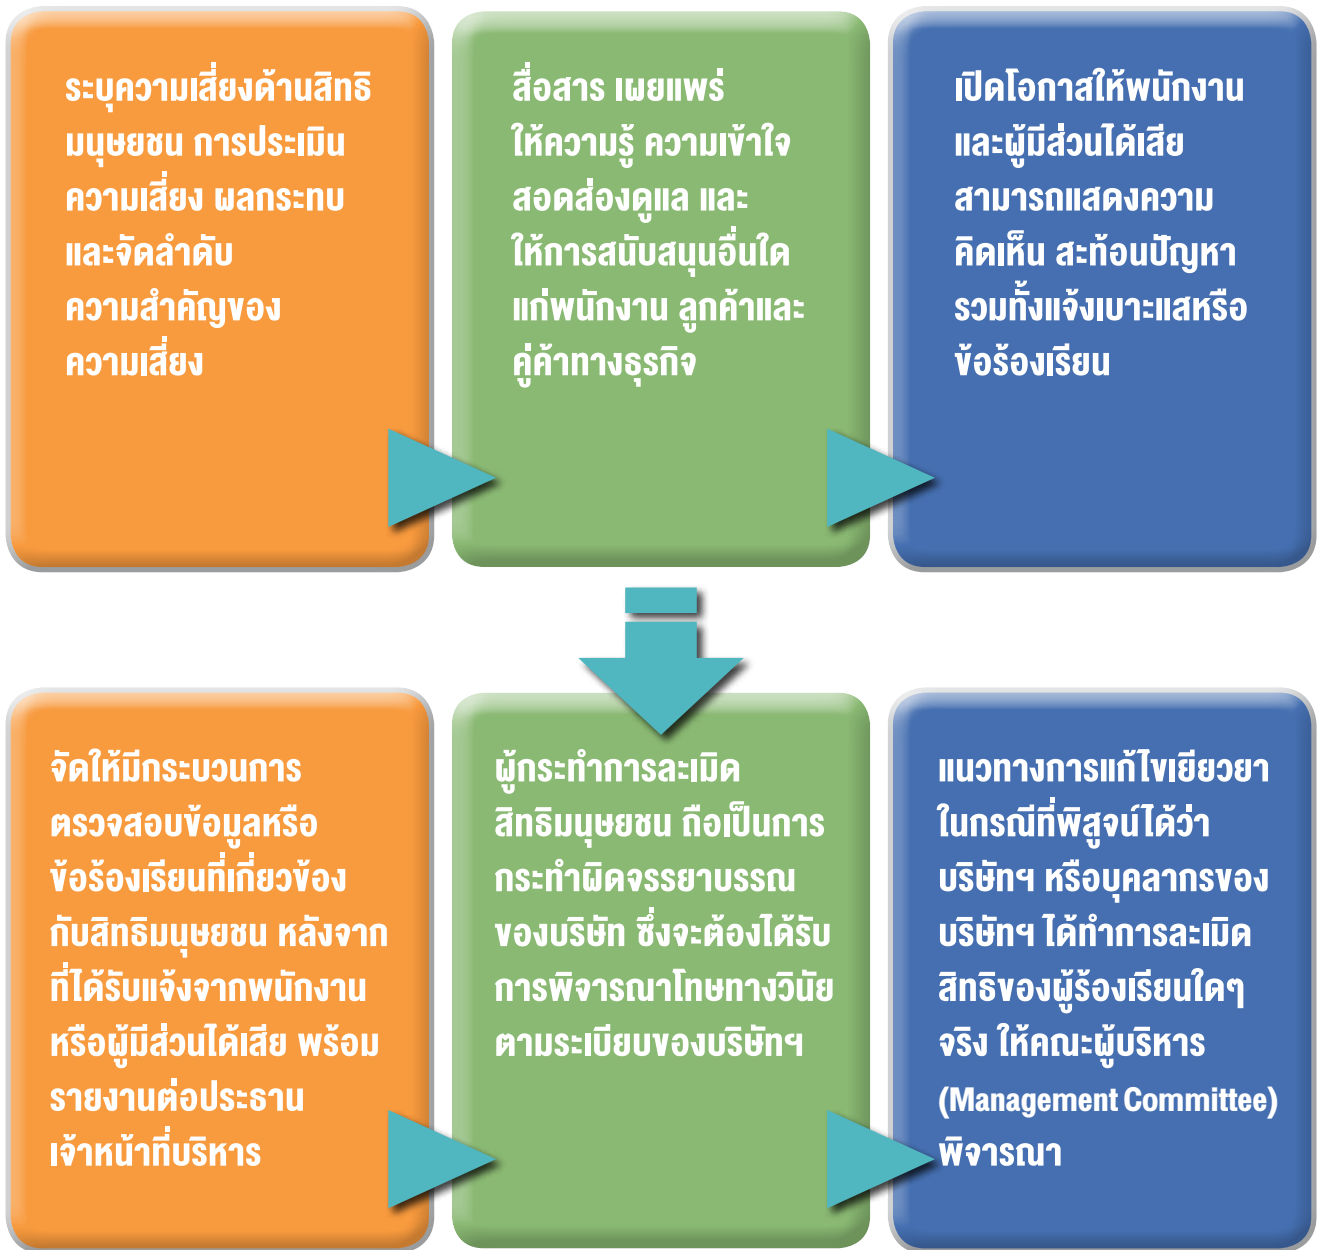 ระบุความเสี่ยงด้านสิทธิ
มนุษยชน การประเมิน
ความเสี่ยง ผลกระทบ
และจัดลำดับ
ความสำคัญของ
ความเสี่ยง
สื่อสาร เผยแพร่
ให้ความรู้ ความเข้าใจ
สอดส่องดูแล และ
ให้การสนับสนุนอื่นใด
แก่พนักงาน ลูกค้าและ
คู่ค้าทางธุรกิจ
เปิดโอกาสให้พนักงาน
และผู้มีส่วนได้เสีย
สามารถแสดงความ
คิดเห็น สะท้อนปัญหา
รวมทั้งแจ้งเบาะแสหรือ
ข้อร้องเรียน
จัดให้มีกระบวนการ
ตรวจสอบข้อมูลหรือ
ข้อร้องเรียนที่เกี่ยวข้อง
กับสิทธิมนุษยชน หลังจาก
ที่ได้รับแจ้งจากพนักงาน
หรือผู้มีส่วนได้เสีย พร้อม
รายงานต่อประธาน
เจ้าหน้าที่บริหาร
ผู้กระทำการละเมิด
สิทธิมนุษยชน ถือเป็นการ
กระทำผิดจรรยาบรรณ
ของบริษัท ซึ่งจะต้องได้รับ
การพิจารณาโทษทางวินัย
ตามระเบียบของบริษัทฯ
แนวทางการแก้ไขเยียวยา
ในกรณีที่พิสูจน์ได้ว่า
บริษัทฯ หรือบุคลากรของ
บริษัทฯ ได้ทำการละเมิด
สิทธิของผู้ร้องเรียนใดๆ
จริง ให้คณะผู้บริหาร
(Management Committee)
พิจารณา